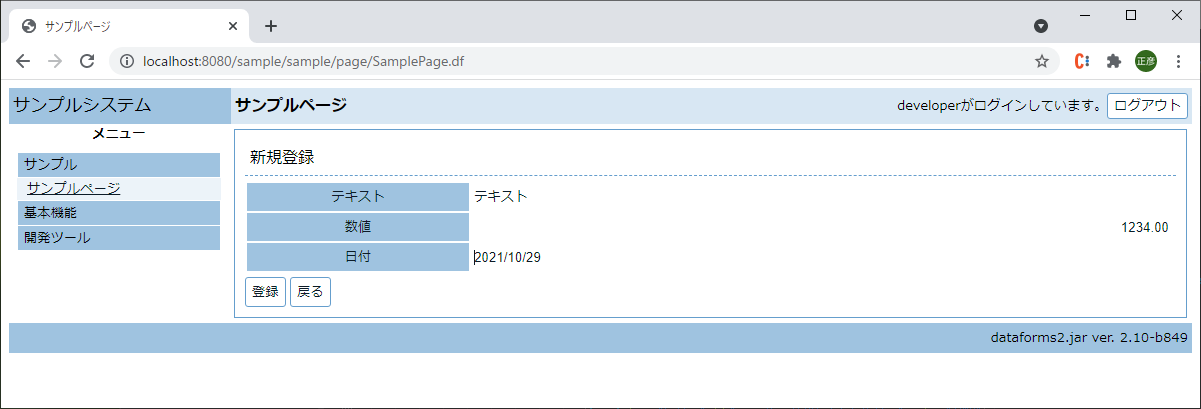 サンプルページ
localhost:8080/sample/sample/page/SamplePage.df
正彦
サンプルシステム
サンプルページ
developerがログインしています。 ログアウト
メニュー
サンプル
サンプルページ
基本機能
開発ツール
新規登録
テキスト テキスト
数値 1234.00
日付 2021/10/29
登録 戻る
dataforms2.jar ver. 2.10-b849